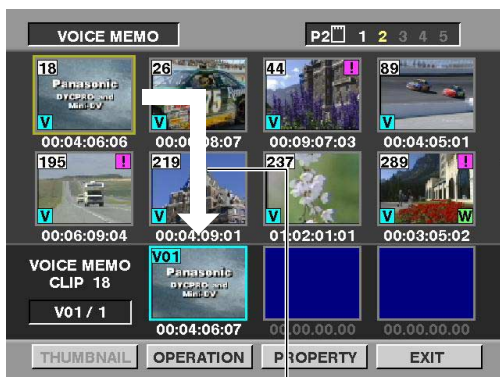 VOICE MEMO
P2 1 2 3 4 5
18 26 44 ! 89
Panasonic
DVCPRO and
Mini-DV
V V V V
00:04:06:06 08:07 00:09:07:03 00:04:05:01
195 ! 219 237 289 !
V V V W
00:06:09:04 00:04:09:01 01:02:01:01 00:03:05:02
VOICE MEMO
CLIP 18
V01 / 1
V01
Panasonic
DVCPRO and
Mini-DV
00:04:06:07 00.00.00.00 00.00.00.00
THUMBNAIL OPERATION PROPERTY EXIT